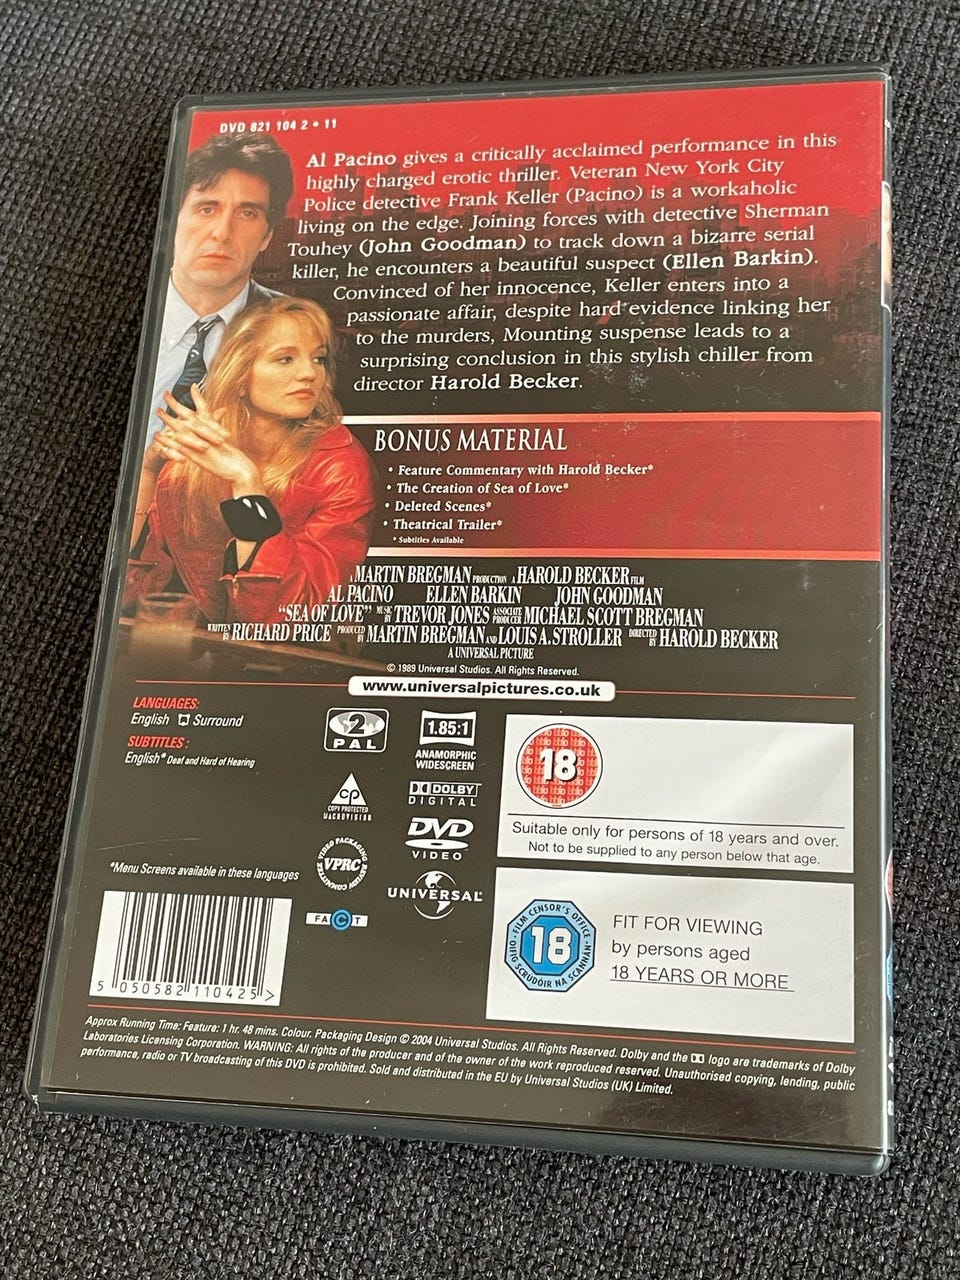 DVD 821 104 2 • 11
Al Pacino gives a critically acclaimed performance in this
highly charged erotic thriller. Veteran New York City
Police detective Frank Keller (Pacino) is a workaholic
living on the edge. Joining forces with detective Sherman
Touhey (John Goodman) to track down a bizarre serial
killer, he encounters a beautiful suspect (Ellen Barkin).
Convinced of her innocence, Keller enters into a
passionate affair, despite hard evidence linking her
to the murders, Mounting suspense leads to a
surprising conclusion in this stylish chiller from
director Harold Becker.
BONUS MATERIAL
• Feature Commentary with Harold Becker*
• The Creation of Sea of Love*
• Deleted Scenes*
• Theatrical Trailer*
* Subtitles Available
A MARTIN BREGMAN PRODUCTION A HAROLD BECKER FILM
AL PACINO ELLEN BARKIN JOHN GOODMAN
"SEA OF LOVE" MUSIC BY TREVOR JONES ASSOCIATE PRODUCER MICHAEL SCOTT BREGMAN
WRITTEN BY RICHARD PRICE PRODUCED BY MARTIN BREGMAN AND LOUIS A. STROLLER DIRECTED BY HAROLD BECKER
A UNIVERSAL PICTURE
© 1989 Universal Studios. All Rights Reserved.
www.universalpictures.co.uk
LANGUAGES:
English Surround
SUBTITLES:
English* Deaf and Hard of Hearing
2
PAL
1.85:1
ANAMORPHIC
WIDESCREEN
CP
COPY PROTECTED
MACROVISION
DOLBY
DIGITAL
DVD
VIDEO
VIDEO PACKAGING REVIEW COMMITTEE
VPRC
UNIVERSAL
FACT
18
Suitable only for persons of 18 years and over.
Not to be supplied to any person below that age.
FILM CENSOR'S OFFICE
18
OIFIG SCRÚDÓIR NA SCANNÁN
FIT FOR VIEWING
by persons aged
18 YEARS OR MORE
*Menu Screens available in these languages
5 050582 110425 >
Approx Running Time: Feature: 1 hr. 48 mins. Colour. Packaging Design © 2004 Universal Studios. All Rights Reserved. Dolby and the DD logo are trademarks of Dolby
Laboratories Licensing Corporation. WARNING: All rights of the producer and of the owner of the work reproduced reserved. Unauthorised copying, lending, public
performance, radio or TV broadcasting of this DVD is prohibited. Sold and distributed in the EU by Universal Studios (UK) Limited.